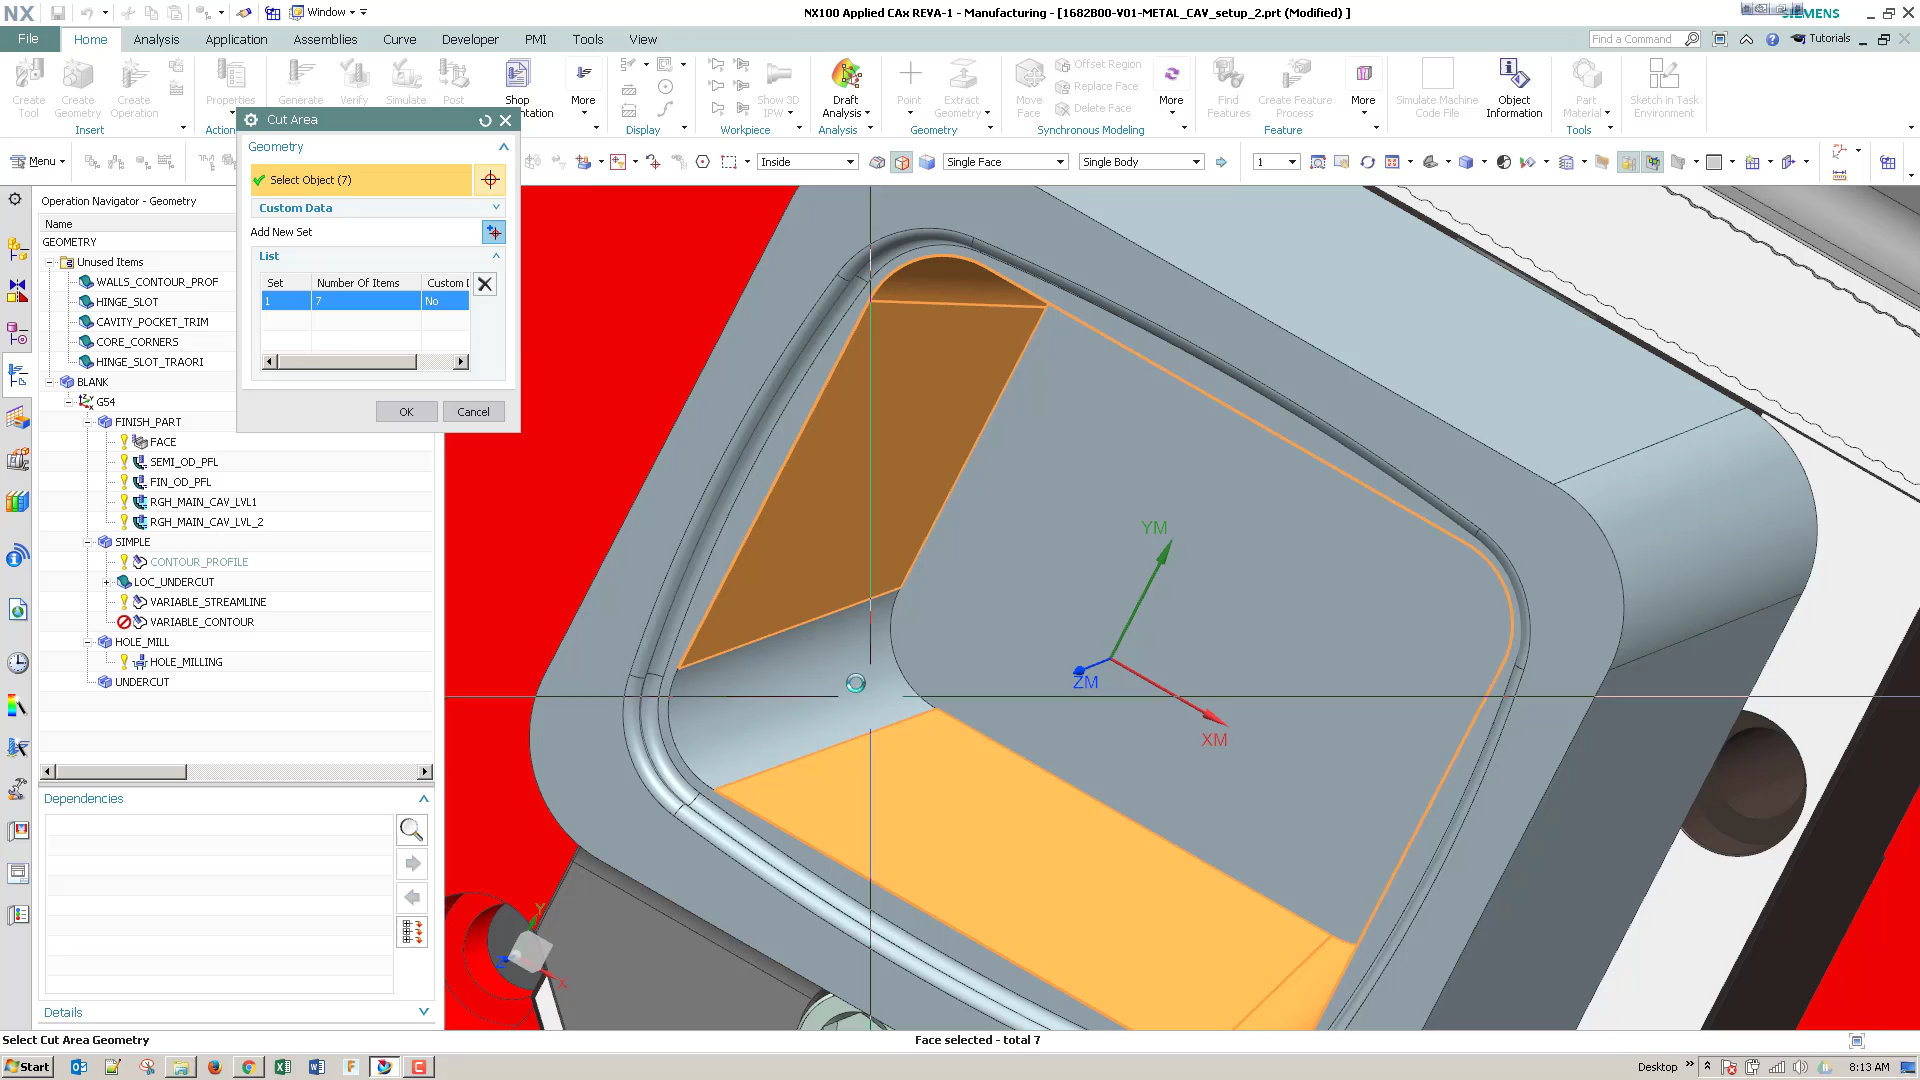 NX
Window
NX100 Applied CAx REVA-1 - Manufacturing - [1682B00-V01-METAL_CAV_setup_2.prt (Modified) ]
SIEMENS
File
Home
Analysis
Application
Assemblies
Curve
Developer
PMI
Tools
View
Find a Command
Tutorials
Create Tool
Create Geometry
Create Operation
Insert
Properties
Generate
Verify
Simulate
Post
Shop
More
Display
Show 3D IPW
Workpiece
Draft Analysis
Analysis
Point
Extract Geometry
Geometry
Move Face
Offset Region
Replace Face
Delete Face
More
Synchronous Modeling
Find Features
Create Feature Process
More
Feature
Simulate Machine Code File
Object Information
Part Material
Tools
Sketch in Task Environment
Menu
Inside
Single Face
Single Body
1
Cut Area
Geometry
Select Object (7)
Custom Data
Add New Set
List
Set
Number Of Items
1
7
No
OK
Cancel
Operation Navigator - Geometry
Name
GEOMETRY
Unused Items
WALLS_CONTOUR_PROF
HINGE_SLOT
CAVITY_POCKET_TRIM
CORE_CORNERS
HINGE_SLOT_TRAORI
BLANK
G54
FINISH_PART
FACE
SEMI_OD_PFL
FIN_OD_PFL
RGH_MAIN_CAV_LVL1
RGH_MAIN_CAV_LVL_2
SIMPLE
CONTOUR_PROFILE
LOC_UNDERCUT
VARIABLE_STREAMLINE
VARIABLE_CONTOUR
HOLE_MILL
HOLE_MILLING
UNDERCUT
Dependencies
Details
YM
ZM
XM
Y
Z
X
Select Cut Area Geometry
Face selected - total 7
Start
Desktop
8:13 AM